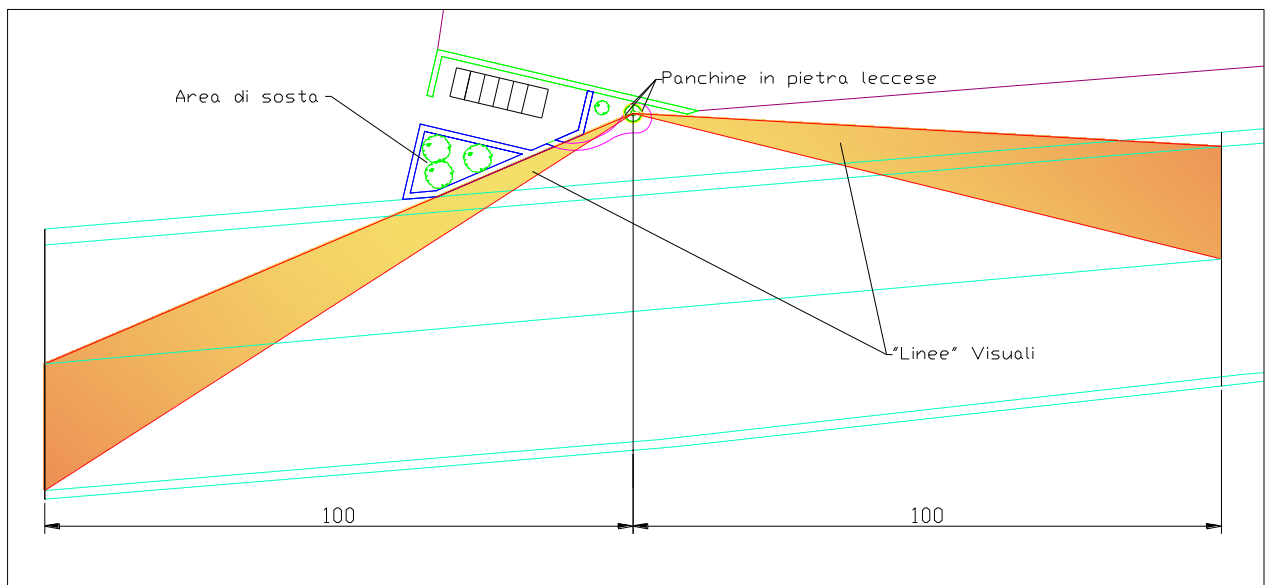 Panchine in pietra leccese
Area di sosta
"Linee" Visuali
100
100